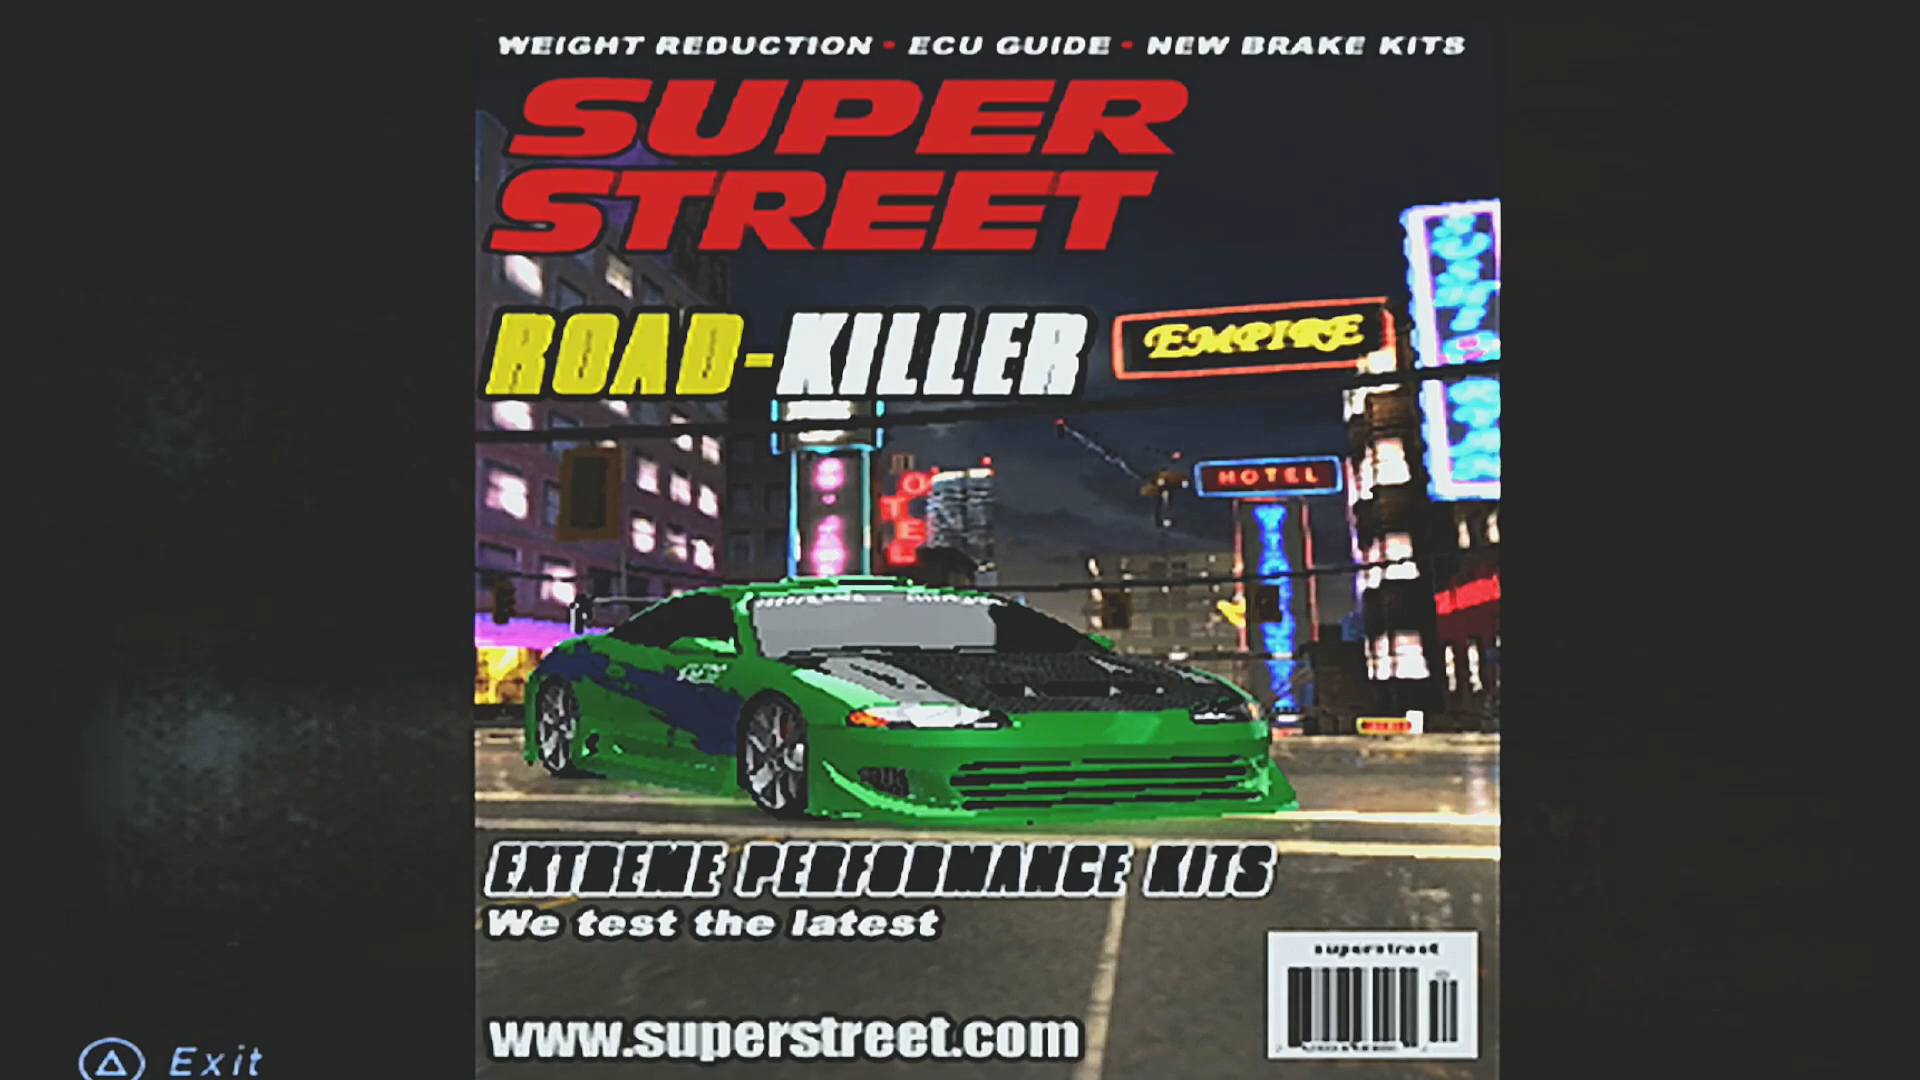 WEIGHT REDUCTION • ECU GUIDE • NEW BRAKE KITS
SUPER
STREET
ROAD-KILLER
EMPIRE
HOTEL
HOTEL
EXTREME PERFORMANCE KITS
We test the latest
superstreet
www.superstreet.com
Exit